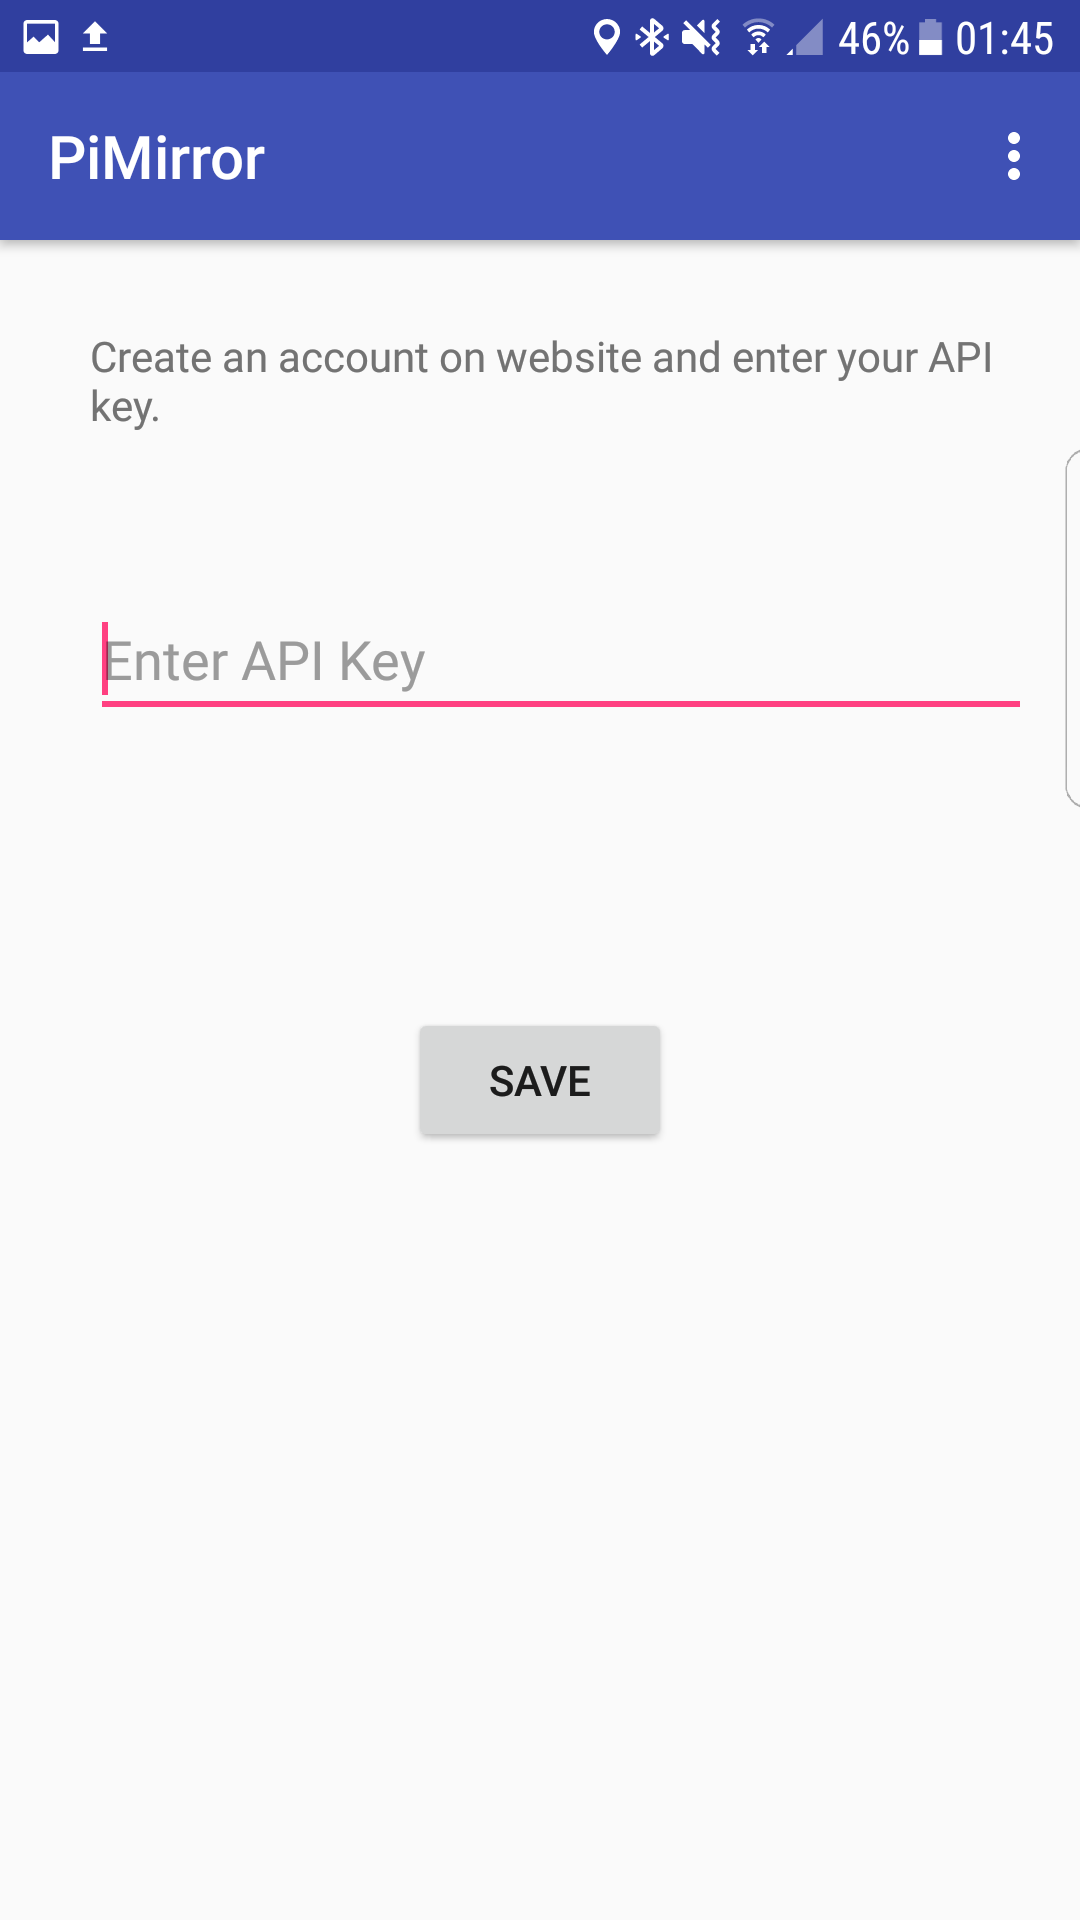 46% 01:45
PiMirror
Create an account on website and enter your API
key.
Enter API Key
SAVE